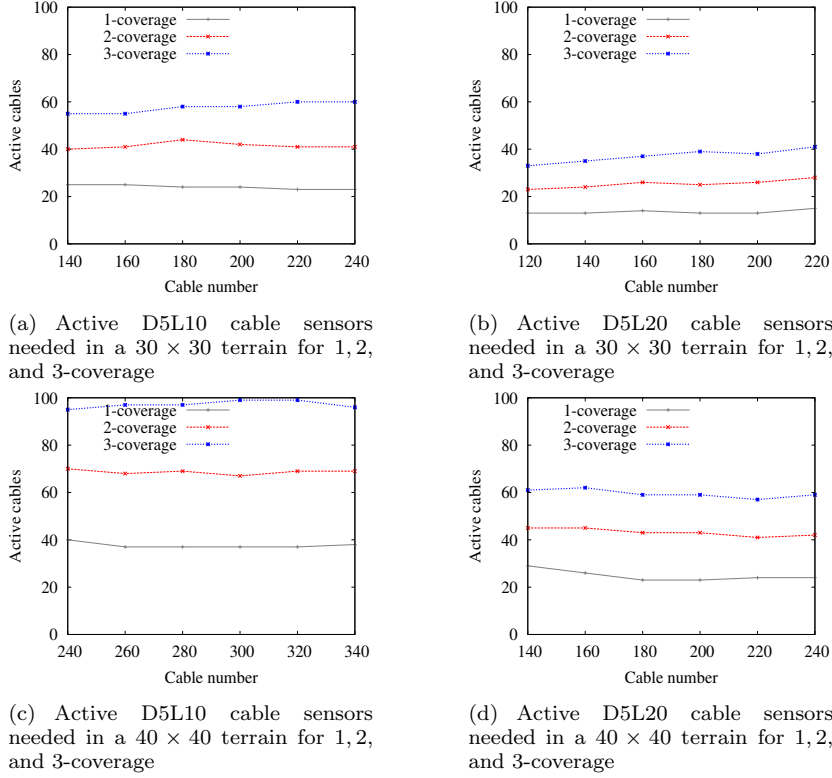 100
80
60
40
20
0
140 160 180 200 220 240
Active cables
Cable number
1-coverage
2-coverage
3-coverage
(a) Active D5L10 cable sensors
needed in a 30 × 30 terrain for 1, 2,
and 3-coverage
100
80
60
40
20
0
120 140 160 180 200 220
Active cables
Cable number
1-coverage
2-coverage
3-coverage
(b) Active D5L20 cable sensors
needed in a 30 × 30 terrain for 1, 2,
and 3-coverage
100
80
60
40
20
0
240 260 280 300 320 340
Active cables
Cable number
1-coverage
2-coverage
3-coverage
(c) Active D5L10 cable sensors
needed in a 40 × 40 terrain for 1, 2,
and 3-coverage
100
80
60
40
20
0
140 160 180 200 220 240
Active cables
Cable number
1-coverage
2-coverage
3-coverage
(d) Active D5L20 cable sensors
needed in a 40 × 40 terrain for 1, 2,
and 3-coverage